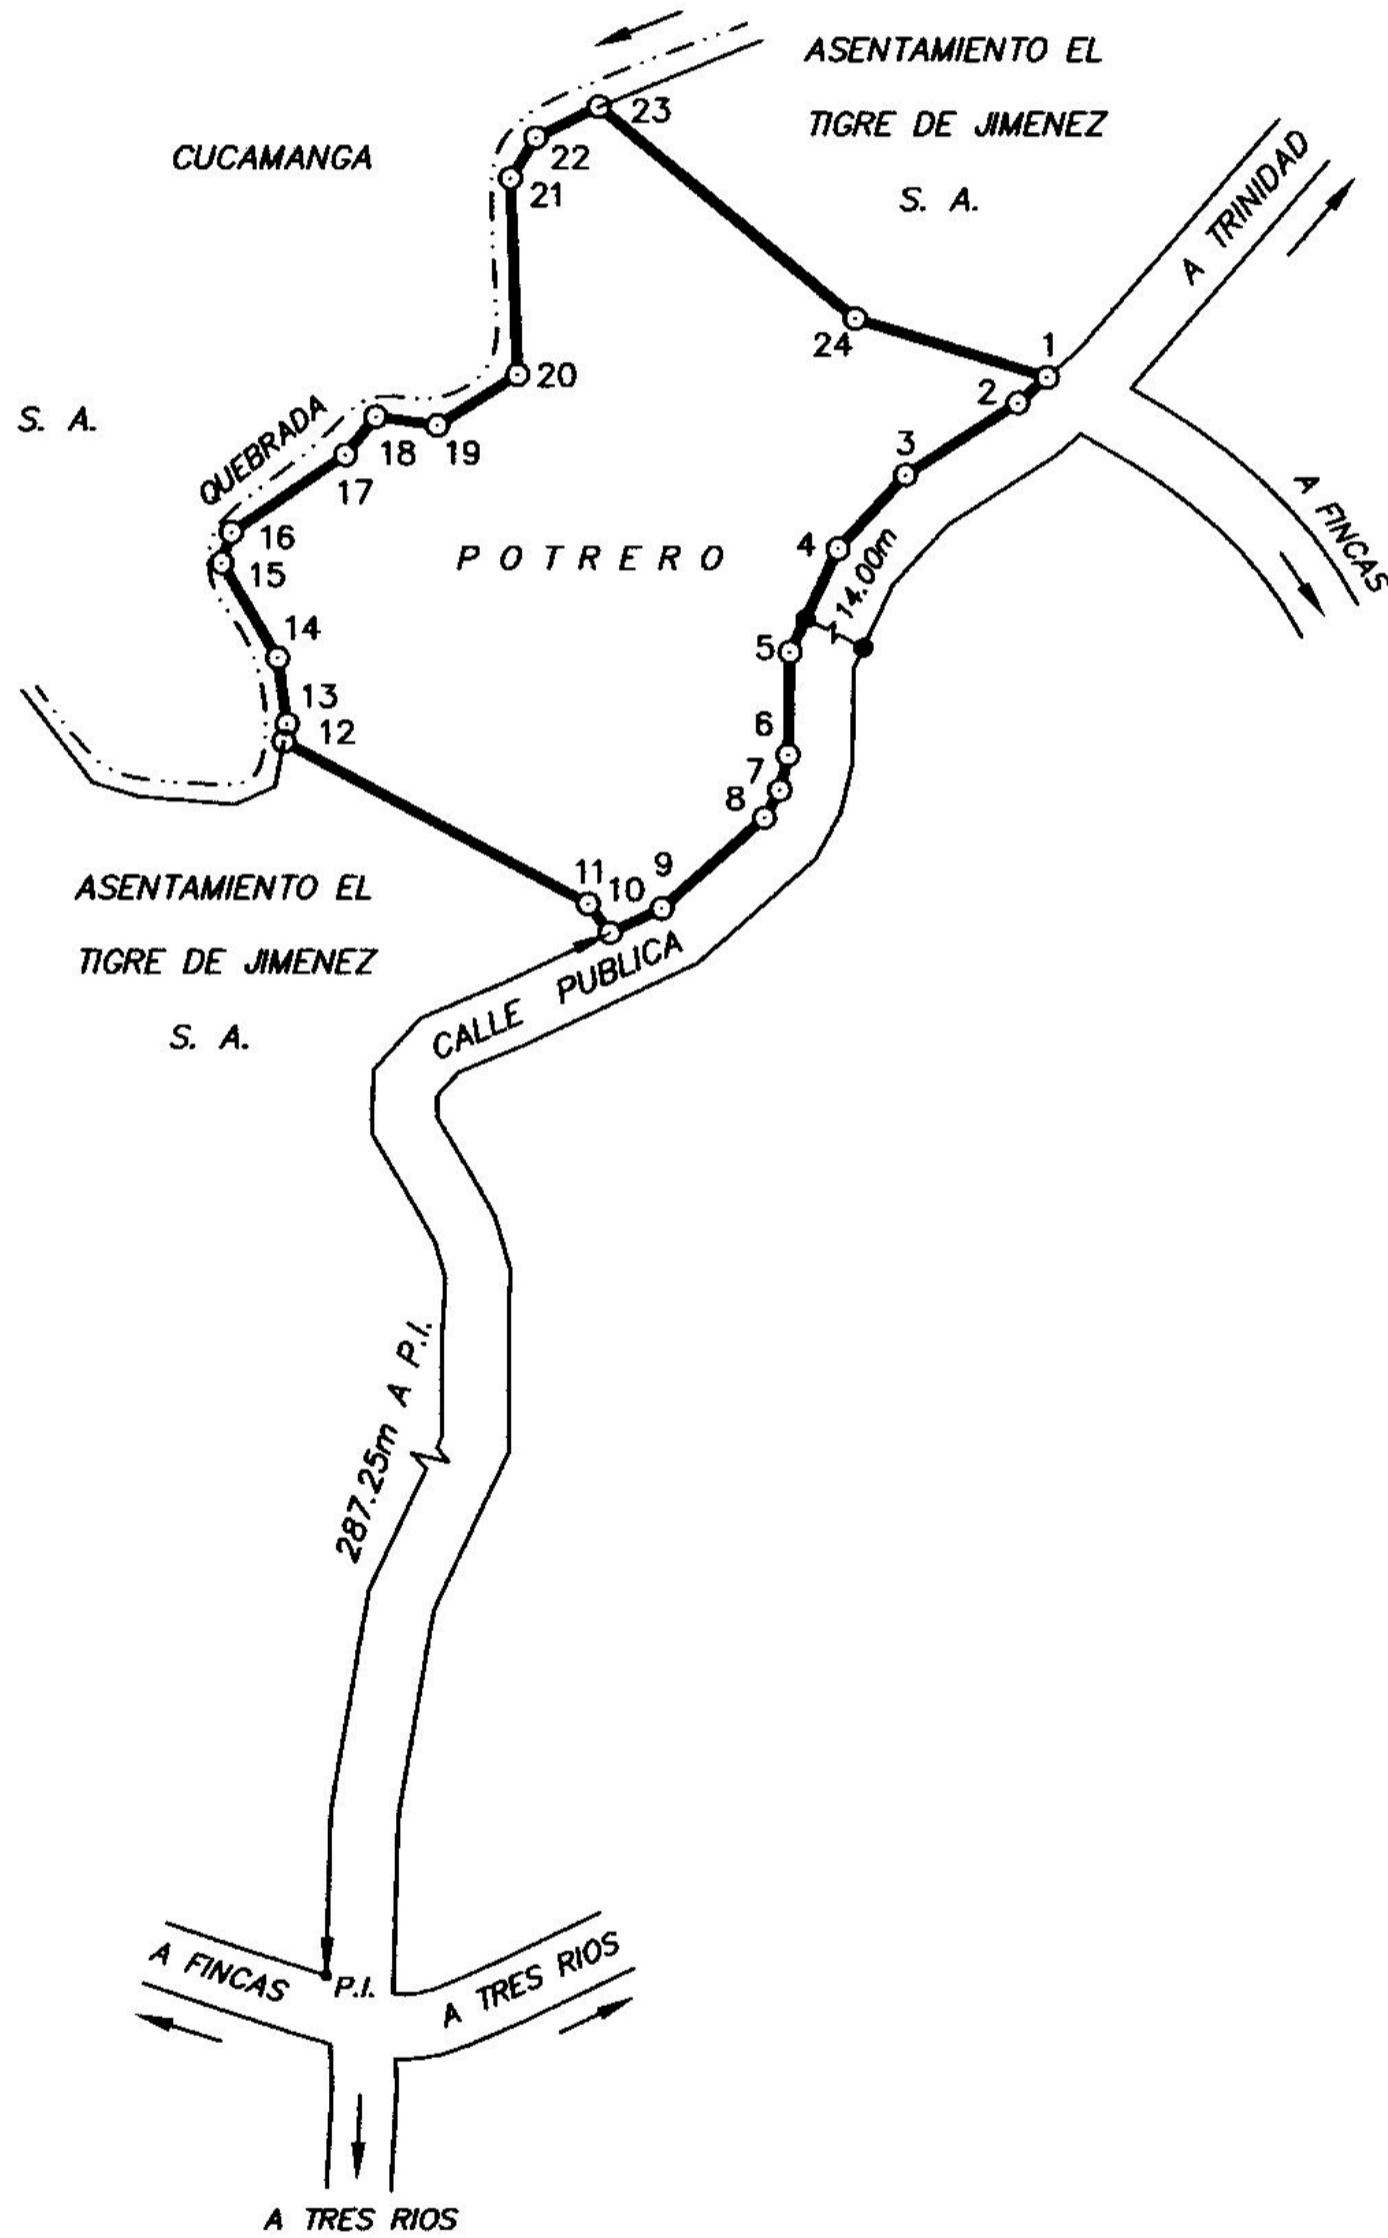 ASENTAMIENTO EL
TIGRE DE JIMENEZ
S. A.
CUCAMANGA
S. A.
23
22
21
24
1
2
3
4
5
6
7
8
9
10
11
12
13
14
15
16
17
18
19
20
A TRINIDAD
A FINCAS
QUEBRADA
POTRERO
14.00m
ASENTAMIENTO EL
TIGRE DE JIMENEZ
S. A.
CALLE PUBLICA
287.25m A P.I.
A FINCAS
P.I.
A TRES RIOS
A TRES RIOS